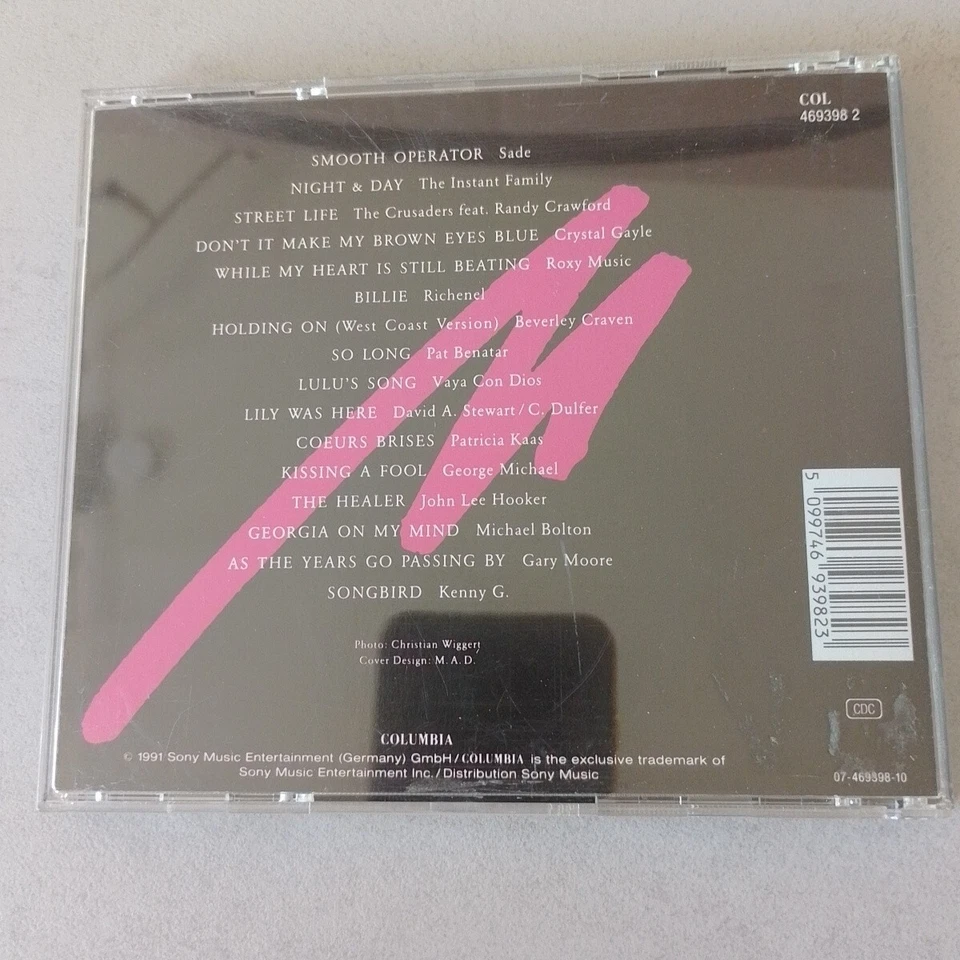 COL
469398 2
SMOOTH OPERATOR Sade
NIGHT & DAY The Instant Family
STREET LIFE The Crusaders feat. Randy Crawford
DON'T IT MAKE MY BROWN EYES BLUE Crystal Gayle
WHILE MY HEART IS STILL BEATING Roxy Music
BILLIE Richenel
HOLDING ON (West Coast Version) Beverley Craven
SO LONG Pat Benatar
LULU'S SONG Vaya Con Dios
LILY WAS HERE David A. Stewart / C. Dulfer
COEURS BRISES Patricia Kaas
KISSING A FOOL George Michael
THE HEALER John Lee Hooker
GEORGIA ON MY MIND Michael Bolton
AS THE YEARS GO PASSING BY Gary Moore
SONGBIRD Kenny G.
5 099746 939823
Photo: Christian Wiggert
Cover Design: M.A.D.
CDC
COLUMBIA
© 1991 Sony Music Entertainment (Germany) GmbH/COLUMBIA is the exclusive trademark of
Sony Music Entertainment Inc./Distribution Sony Music
07-469398-10